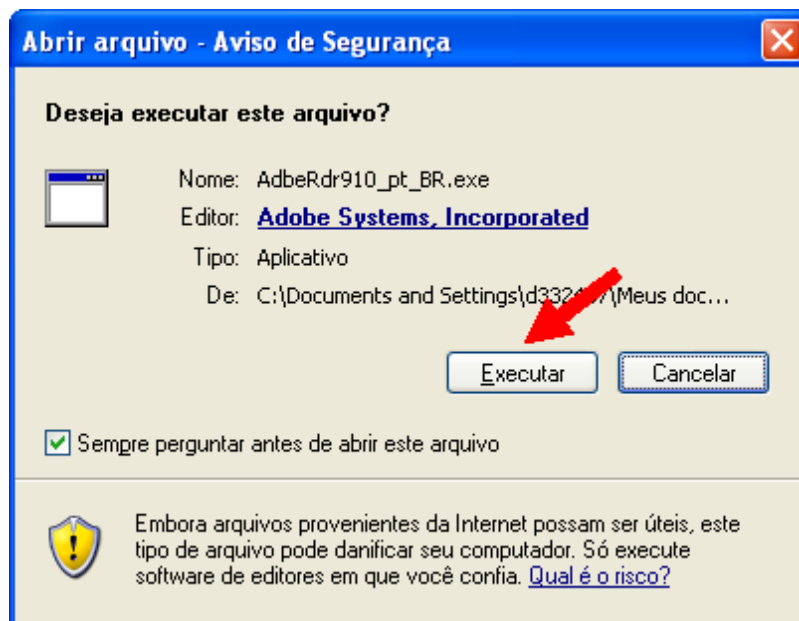 Abrir arquivo - Aviso de Segurança
Deseja executar este arquivo?
Nome: AdbeRdr910_pt_BR.exe
Editor: Adobe Systems, Incorporated
Tipo: Aplicativo
De: C:\Documents and Settings\Meus doc...
Executar Cancelar
Sempre perguntar antes de abrir este arquivo
Embora arquivos provenientes da Internet possam ser úteis, este
tipo de arquivo pode danificar seu computador. Só execute
software de editores em que você confia. Qual é o risco?